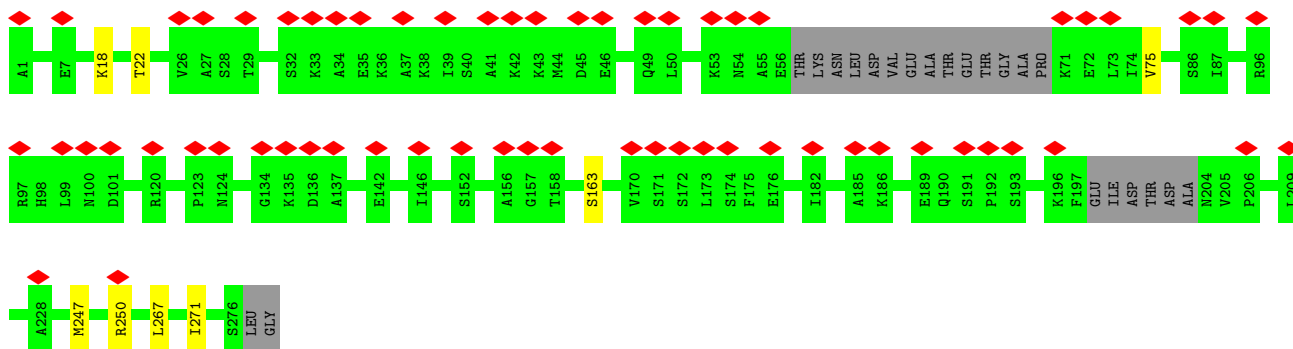 A1 E7 K18 T22 V26 A27 S28 T29 S32 K33 A34 E35 K36 A37 K38 I39 S40 A41 K42 K43 M44 D45 E46 Q49 L50 K53 N54 A55 E56 THR LYS ASN LEU ASP VAL GLU ALA THR GLU THR GLY ALA PRO K71 E72 L73 I74 V75 S86 I87 R96
R97 H98 L99 N100 D101 R120 P123 N124 G134 K135 D136 A137 E142 I146 S152 A156 G157 T158 S163 V170 S171 S172 L173 S174 F175 E176 I182 A185 K186 E189 Q190 S191 P192 S193 K196 F197 GLU ILE ASP THR ASP ALA N204 V205 P206 L209
A228 M247 R250 L267 I271 S276 LEU GLY